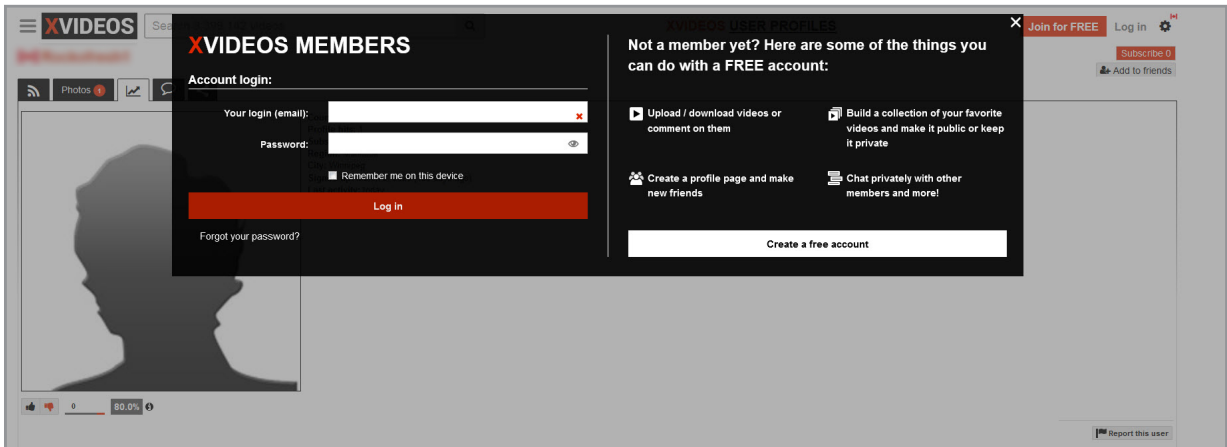 XVIDEOS
Sea
XVIDEOS USER PROFILES
Join for FREE
Log in
Subscribe 0
Add to friends
Photos 1
XVIDEOS MEMBERS
Account login:
Your login (email):
Password:
Remember me on this device
Log in
Forgot your password?
Not a member yet? Here are some of the things you
can do with a FREE account:
Upload / download videos or
comment on them
Build a collection of your favorite
videos and make it public or keep
it private
Create a profile page and make
new friends
Chat privately with other
members and more!
Create a free account
0
80.0%
Report this user